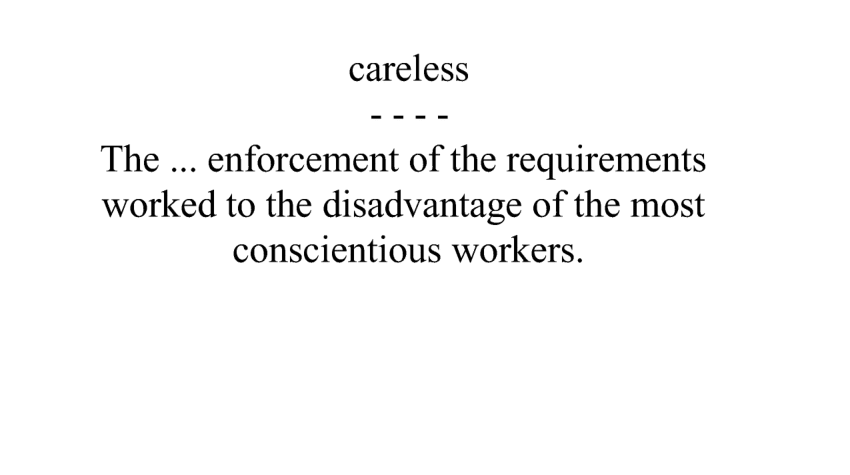 careless
- - - -
The ... enforcement of the requirements
worked to the disadvantage of the most
conscientious workers.